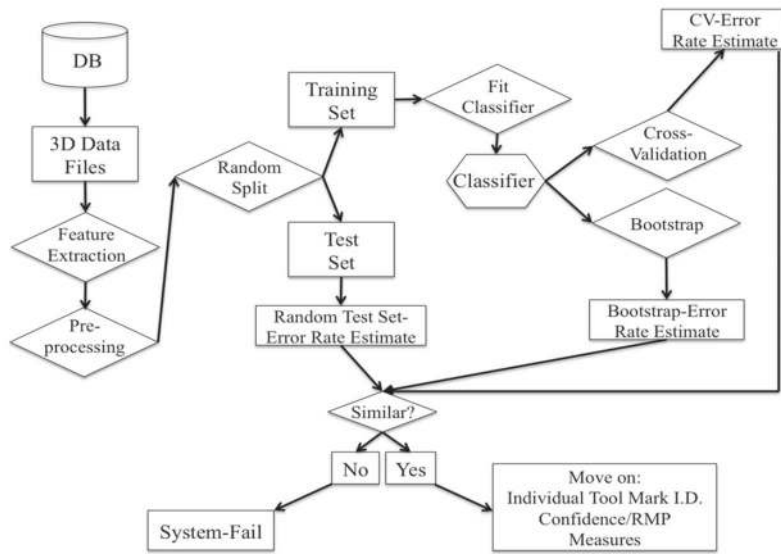 DB
3D Data
Files
Feature
Extraction
Pre-
processing
Random
Split
Training
Set
Fit
Classifier
Classifier
Cross-
Validation
CV-Error
Rate Estimate
Bootstrap
Bootstrap-Error
Rate Estimate
Test
Set
Random Test Set-
Error Rate Estimate
Similar?
No
Yes
System-Fail
Move on:
Individual Tool Mark I.D.
Confidence/RMP
Measures